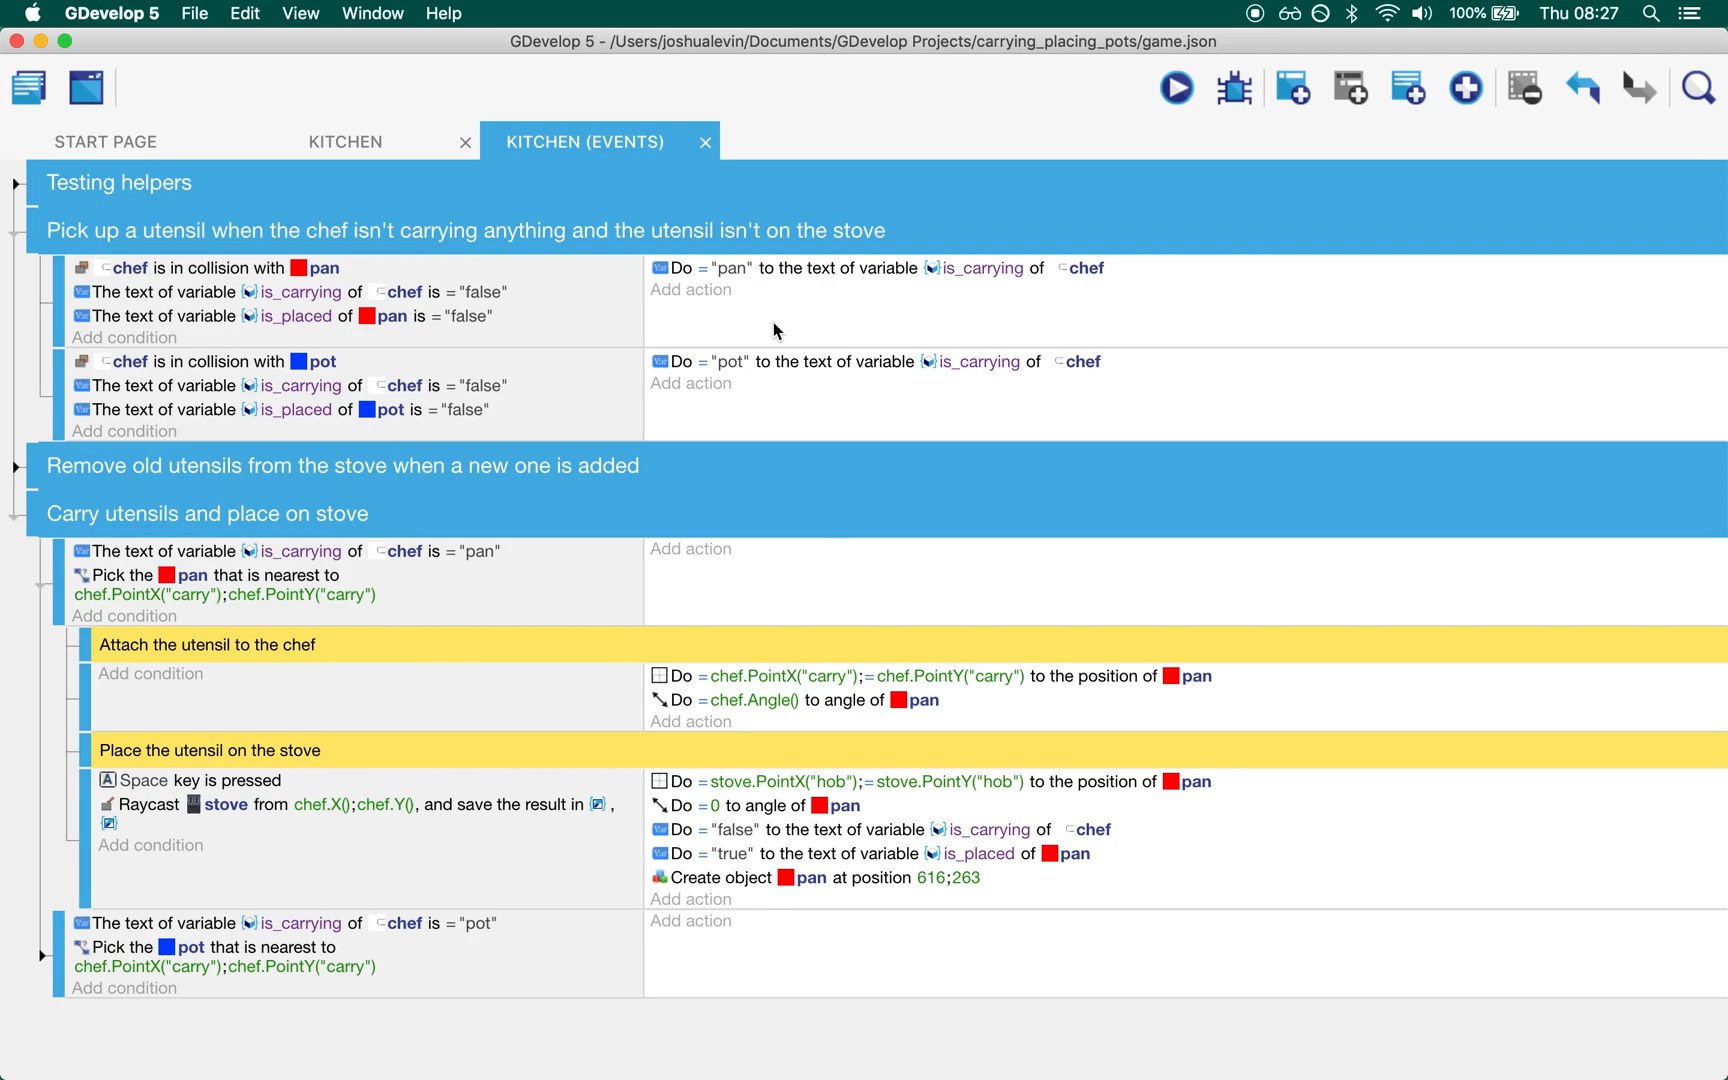 GDevelop 5 File Edit View Window Help 100% Thu 08:27
GDevelop 5 - /Users/joshualevin/Documents/GDevelop Projects/carrying_placing_pots/game.json
START PAGE KITCHEN KITCHEN (EVENTS)
Testing helpers
Pick up a utensil when the chef isn't carrying anything and the utensil isn't on the stove
chef is in collision with pan
The text of variable is_carrying of chef is = "false"
The text of variable is_placed of pan is = "false"
Add condition
Do = "pan" to the text of variable is_carrying of chef
Add action
chef is in collision with pot
The text of variable is_carrying of chef is = "false"
The text of variable is_placed of pot is = "false"
Add condition
Do = "pot" to the text of variable is_carrying of chef
Add action
Remove old utensils from the stove when a new one is added
Carry utensils and place on stove
The text of variable is_carrying of chef is = "pan"
Pick the pan that is nearest to
chef.PointX("carry");chef.PointY("carry")
Add condition
Add action
Attach the utensil to the chef
Add condition
Do =chef.PointX("carry");= chef.PointY("carry") to the position of pan
Do =chef.Angle() to angle of pan
Add action
Place the utensil on the stove
Space key is pressed
Raycast stove from chef.X();chef.Y(), and save the result in ,
Add condition
Do =stove.PointX("hob");= stove.PointY("hob") to the position of pan
Do =0 to angle of pan
Do = "false" to the text of variable is_carrying of chef
Do = "true" to the text of variable is_placed of pan
Create object pan at position 616;263
Add action
The text of variable is_carrying of chef is = "pot"
Pick the pot that is nearest to
chef.PointX("carry");chef.PointY("carry")
Add condition
Add action